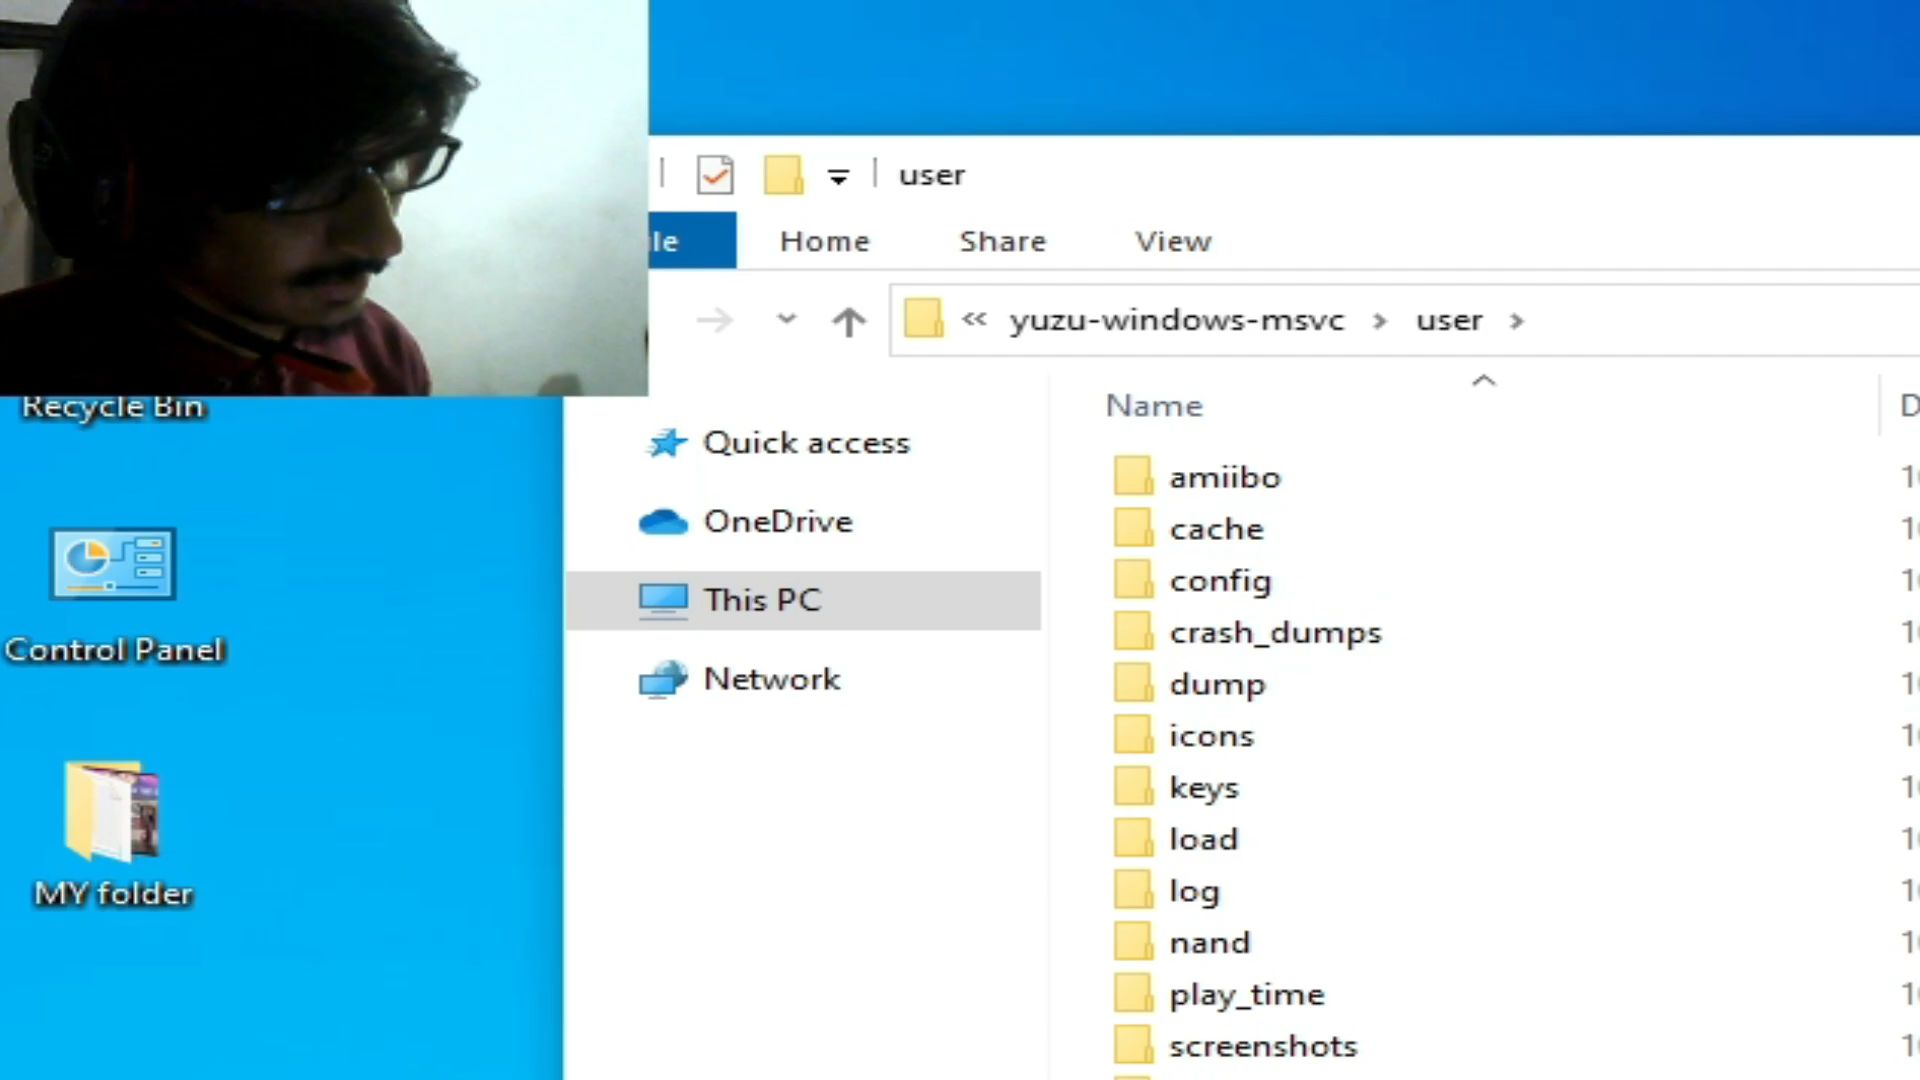 user
le
Home
Share
View
« yuzu-windows-msvc > user >
Recycle Bin
Name
Quick access
OneDrive
This PC
Network
Control Panel
MY folder
amiibo
cache
config
crash_dumps
dump
icons
keys
load
log
nand
play_time
screenshots